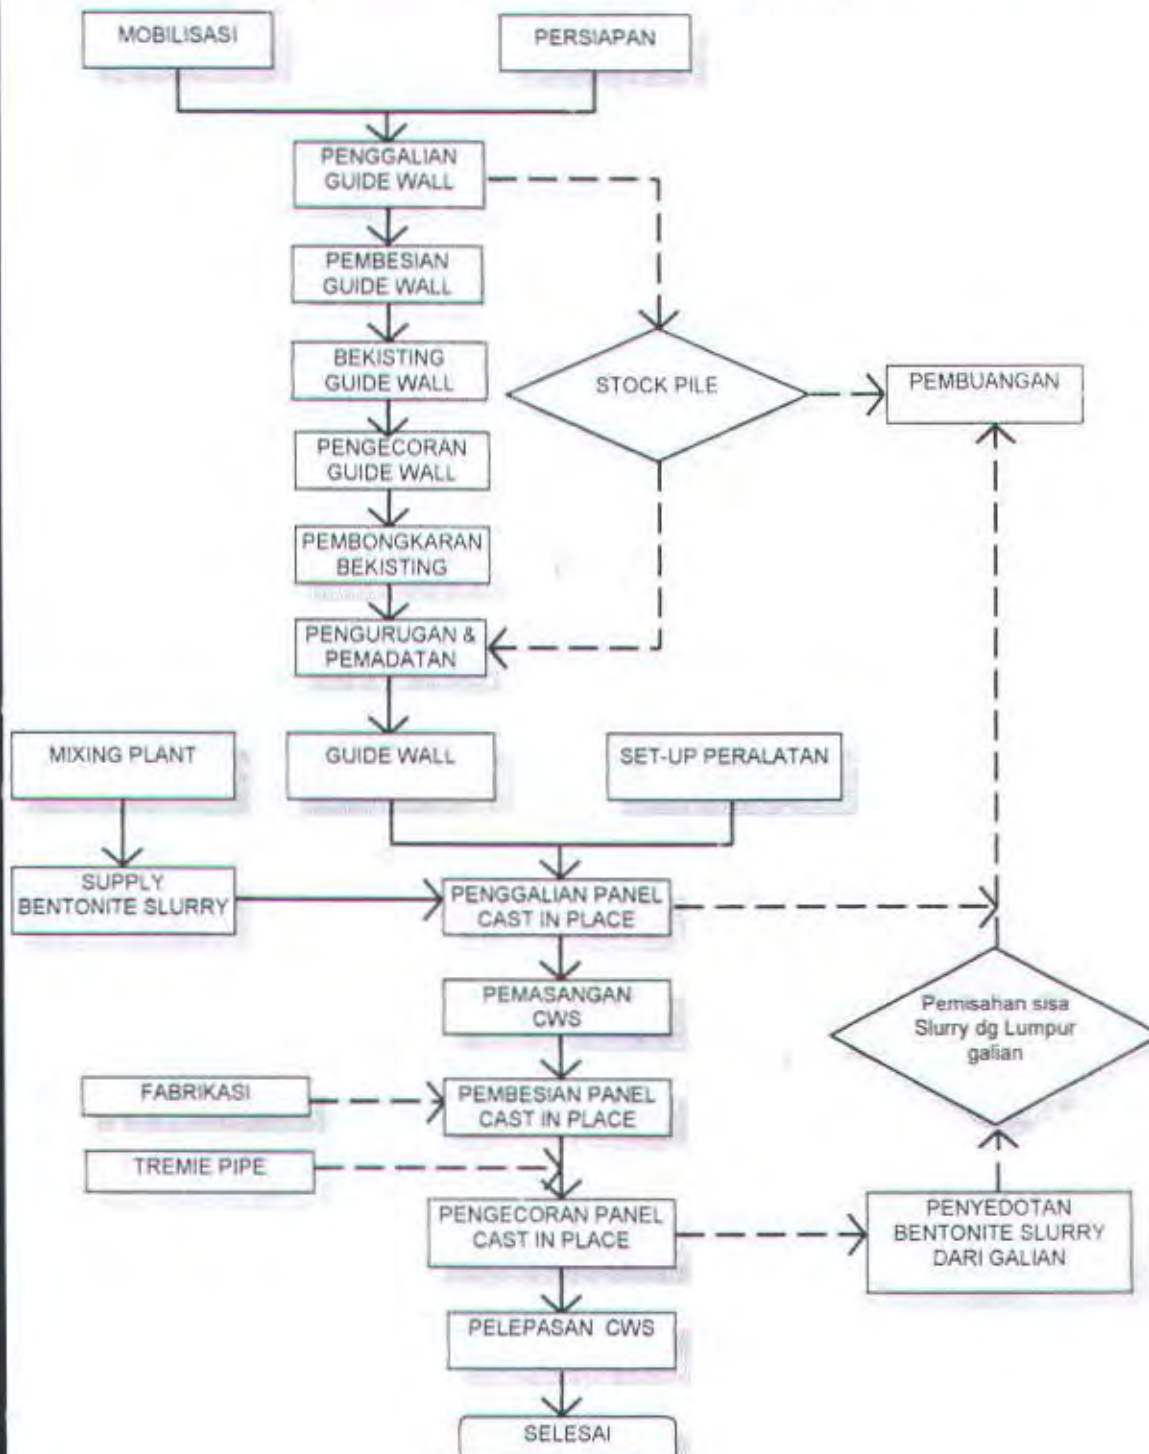 MOBILISASI
PERSIAPAN
PENGGALIAN
GUIDE WALL
PEMBESIAN
GUIDE WALL
BEKISTING
GUIDE WALL
STOCK PILE
PEMBUANGAN
PENGECORAN
GUIDE WALL
PEMBONGKARAN
BEKISTING
PENGURUGAN &
PEMADATAN
MIXING PLANT
GUIDE WALL
SET-UP PERALATAN
SUPPLY
BENTONITE SLURRY
PENGGALIAN PANEL
CAST IN PLACE
PEMASANGAN
CWS
Pemisahan sisa
Slurry dg Lumpur
galian
FABRIKASI
PEMBESIAN PANEL
CAST IN PLACE
TREMIE PIPE
PENGECORAN PANEL
CAST IN PLACE
PENYEDOTAN
BENTONITE SLURRY
DARI GALIAN
PELEPASAN CWS
SELESAI